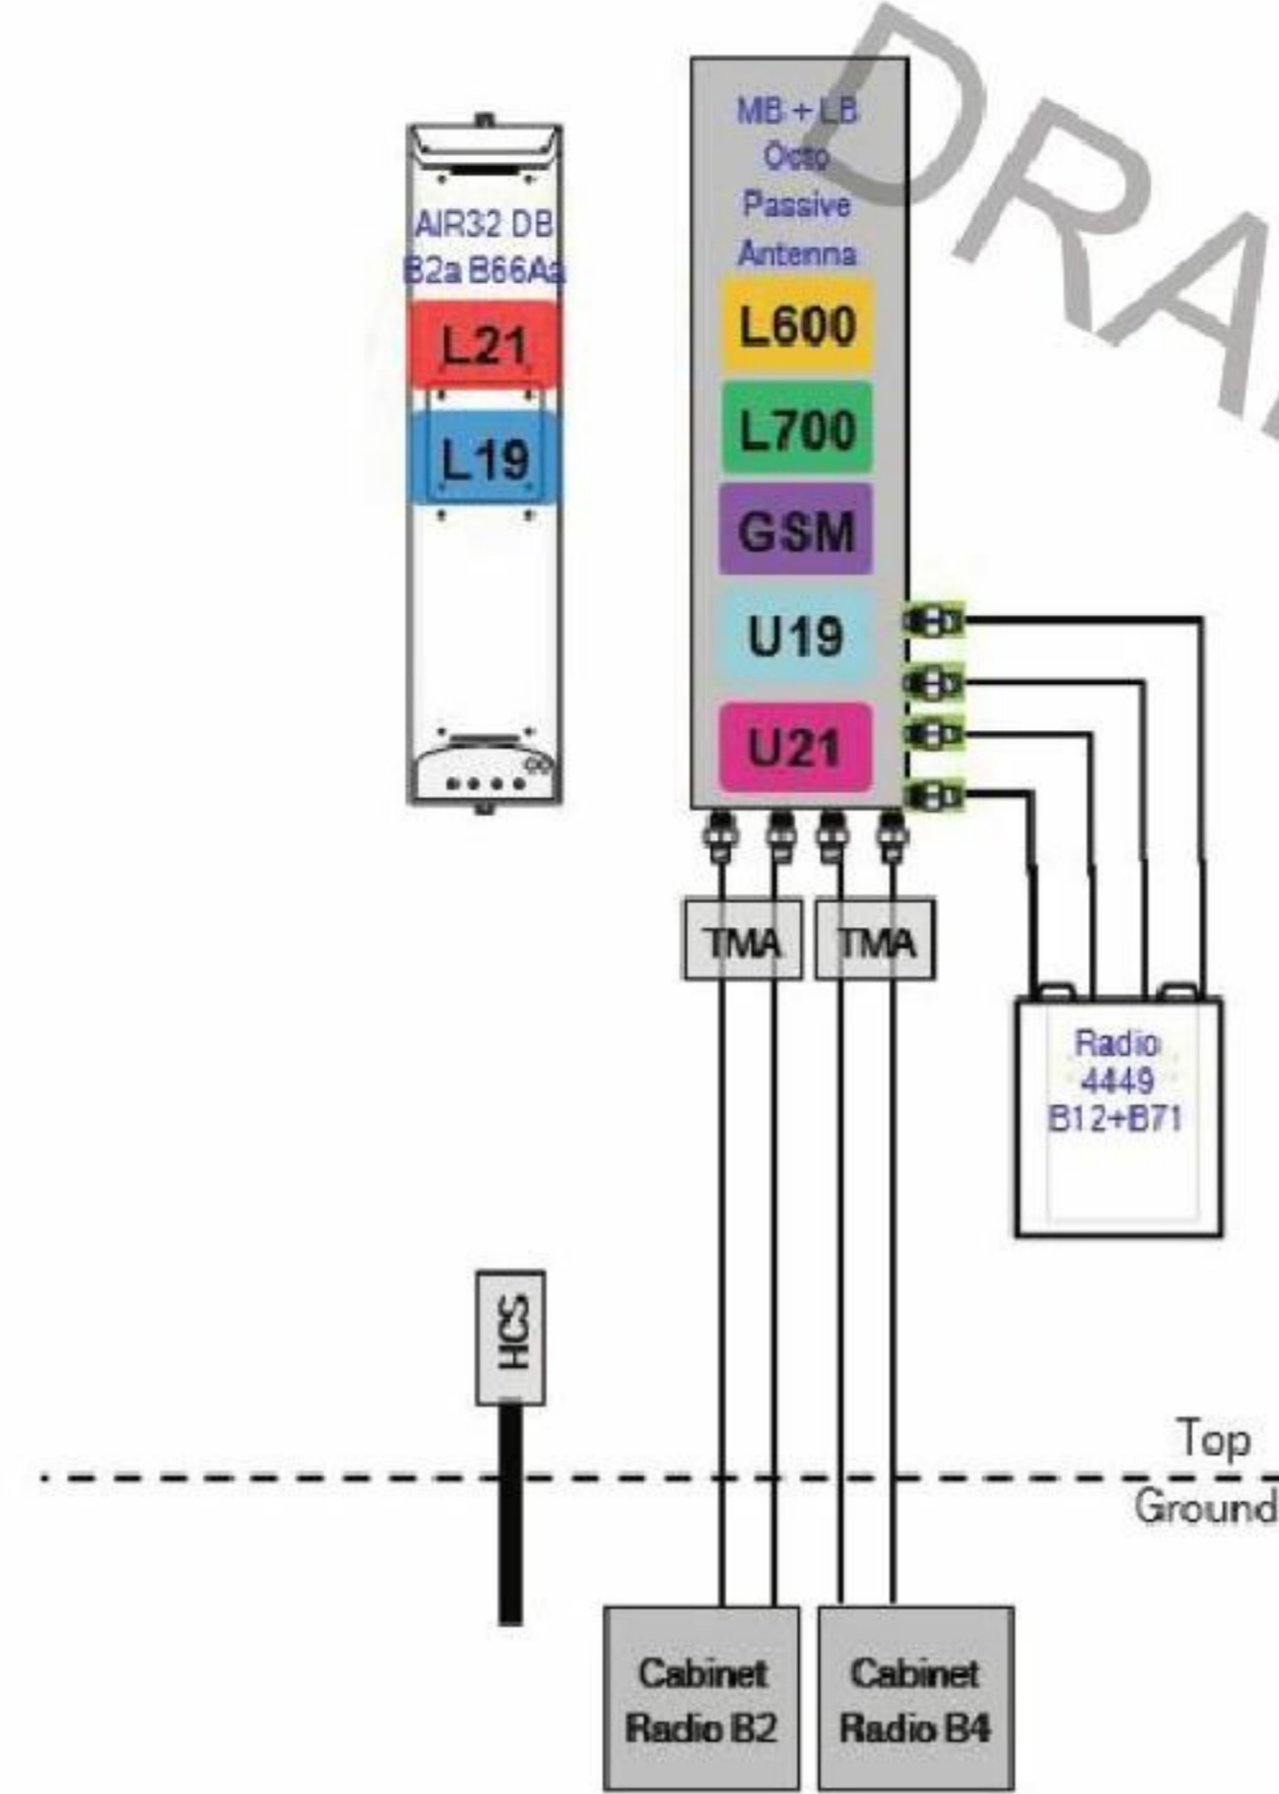 MB + LB
Octo
Passive
Antenna
AIR32 DB
B2a B66Aa
L21
L19
L600
L700
GSM
U19
U21
TMA TMA
Radio
4449
B12+B71
HCS
Top
Ground
Cabinet
Radio B2
Cabinet
Radio B4